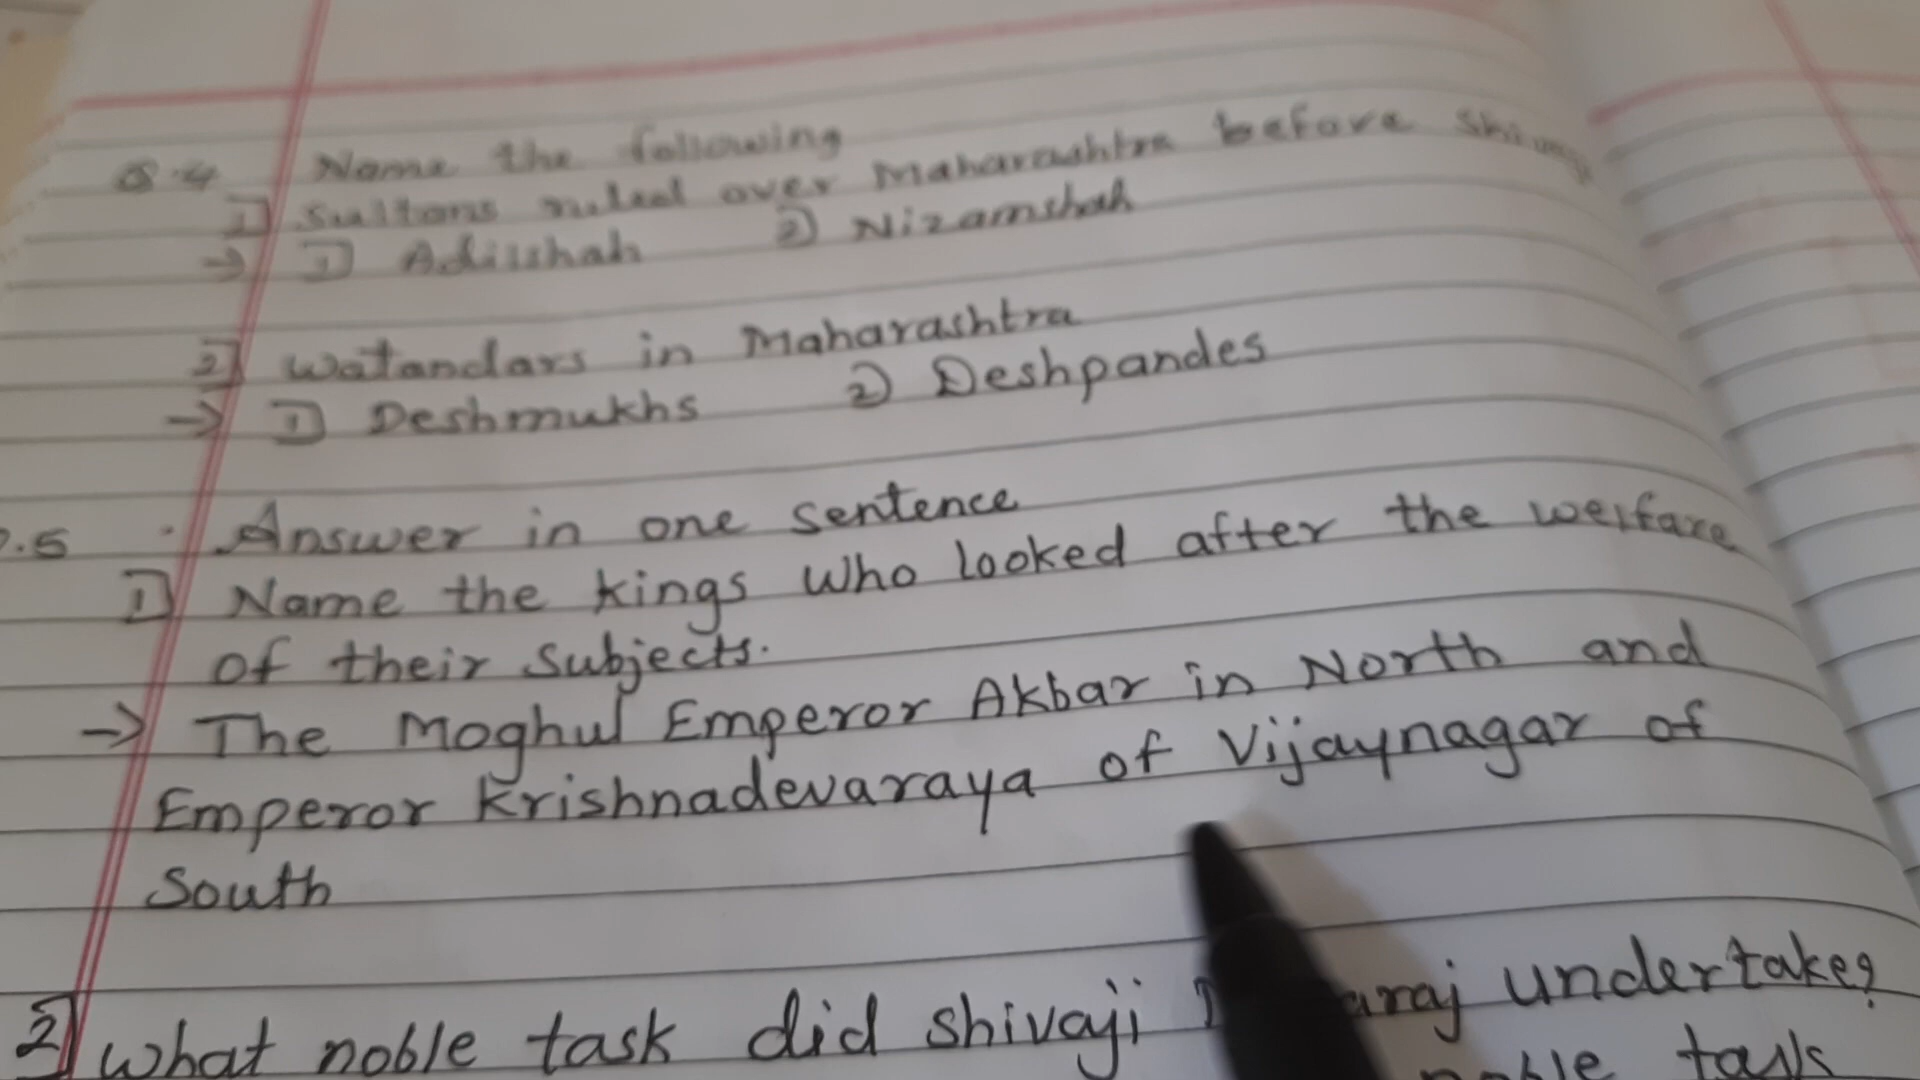 Q.4 Name the following
1] Sultans ruled over Maharashtra before
→ 1] Adilshah 2) Nizamshah
2] Watandars in Maharashtra
→ 1] Deshmukhs 2) Deshpandes
.5 Answer in one sentence
1] Name the kings who looked after the welfare
of their subjects.
→ The Moghul Emperor Akbar in North and
Emperor Krishnadevaraya of Vijaynagar of
South
2] What noble task did Shivaji undertake?
task